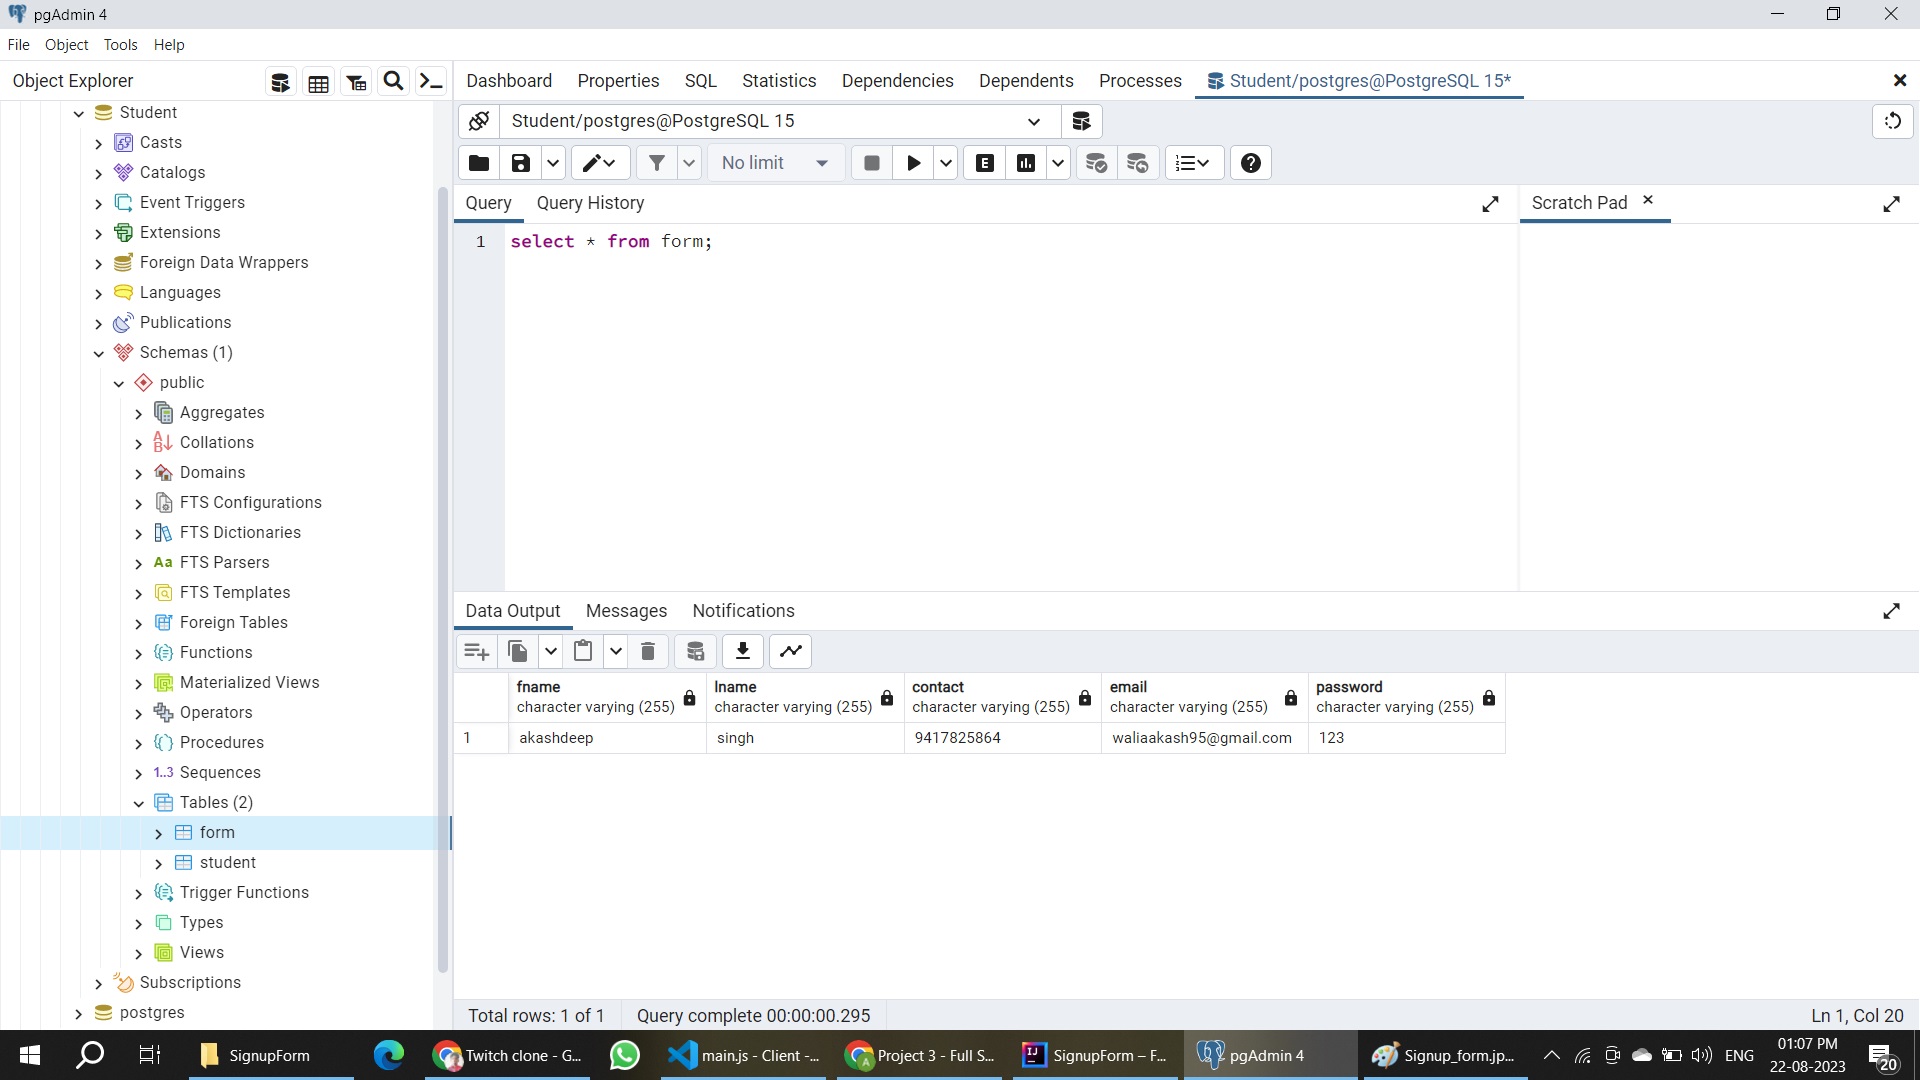 pgAdmin 4
File Object Tools Help
Object Explorer
Dashboard Properties SQL Statistics Dependencies Dependents Processes Student/postgres@PostgreSQL 15*
Student
Casts
Catalogs
Event Triggers
Extensions
Foreign Data Wrappers
Languages
Publications
Schemas (1)
public
Aggregates
Collations
Domains
FTS Configurations
FTS Dictionaries
Aa FTS Parsers
FTS Templates
Foreign Tables
Functions
Materialized Views
Operators
Procedures
1..3 Sequences
Tables (2)
form
student
Trigger Functions
Types
Views
Subscriptions
postgres
Student/postgres@PostgreSQL 15
No limit E
Query Query History
Scratch Pad
1 select * from form;
Data Output Messages Notifications
fname lname contact email password
character varying (255) character varying (255) character varying (255) character varying (255) character varying (255)
1 akashdeep singh 9417825864 waliaakash95@gmail.com 123
Total rows: 1 of 1 Query complete 00:00:00.295 Ln 1, Col 20
SignupForm Twitch clone - G... main.js - Client -... Project 3 - Full S... SignupForm – F... pgAdmin 4 Signup_form.jp... ENG 01:07 PM
22-08-2023 20